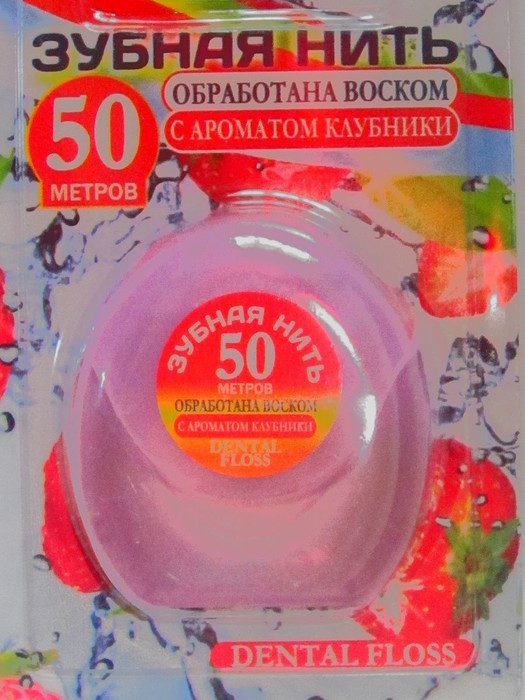 ЗУБНАЯ НИТЬ
ОБРАБОТАНА ВОСКОМ
С АРОМАТОМ КЛУБНИКИ
50
МЕТРОВ
ЗУБНАЯ НИТЬ
50
МЕТРОВ
ОБРАБОТАНА ВОСКОМ
С АРОМАТОМ КЛУБНИКИ
DENTAL
FLOSS
DENTAL FLOSS